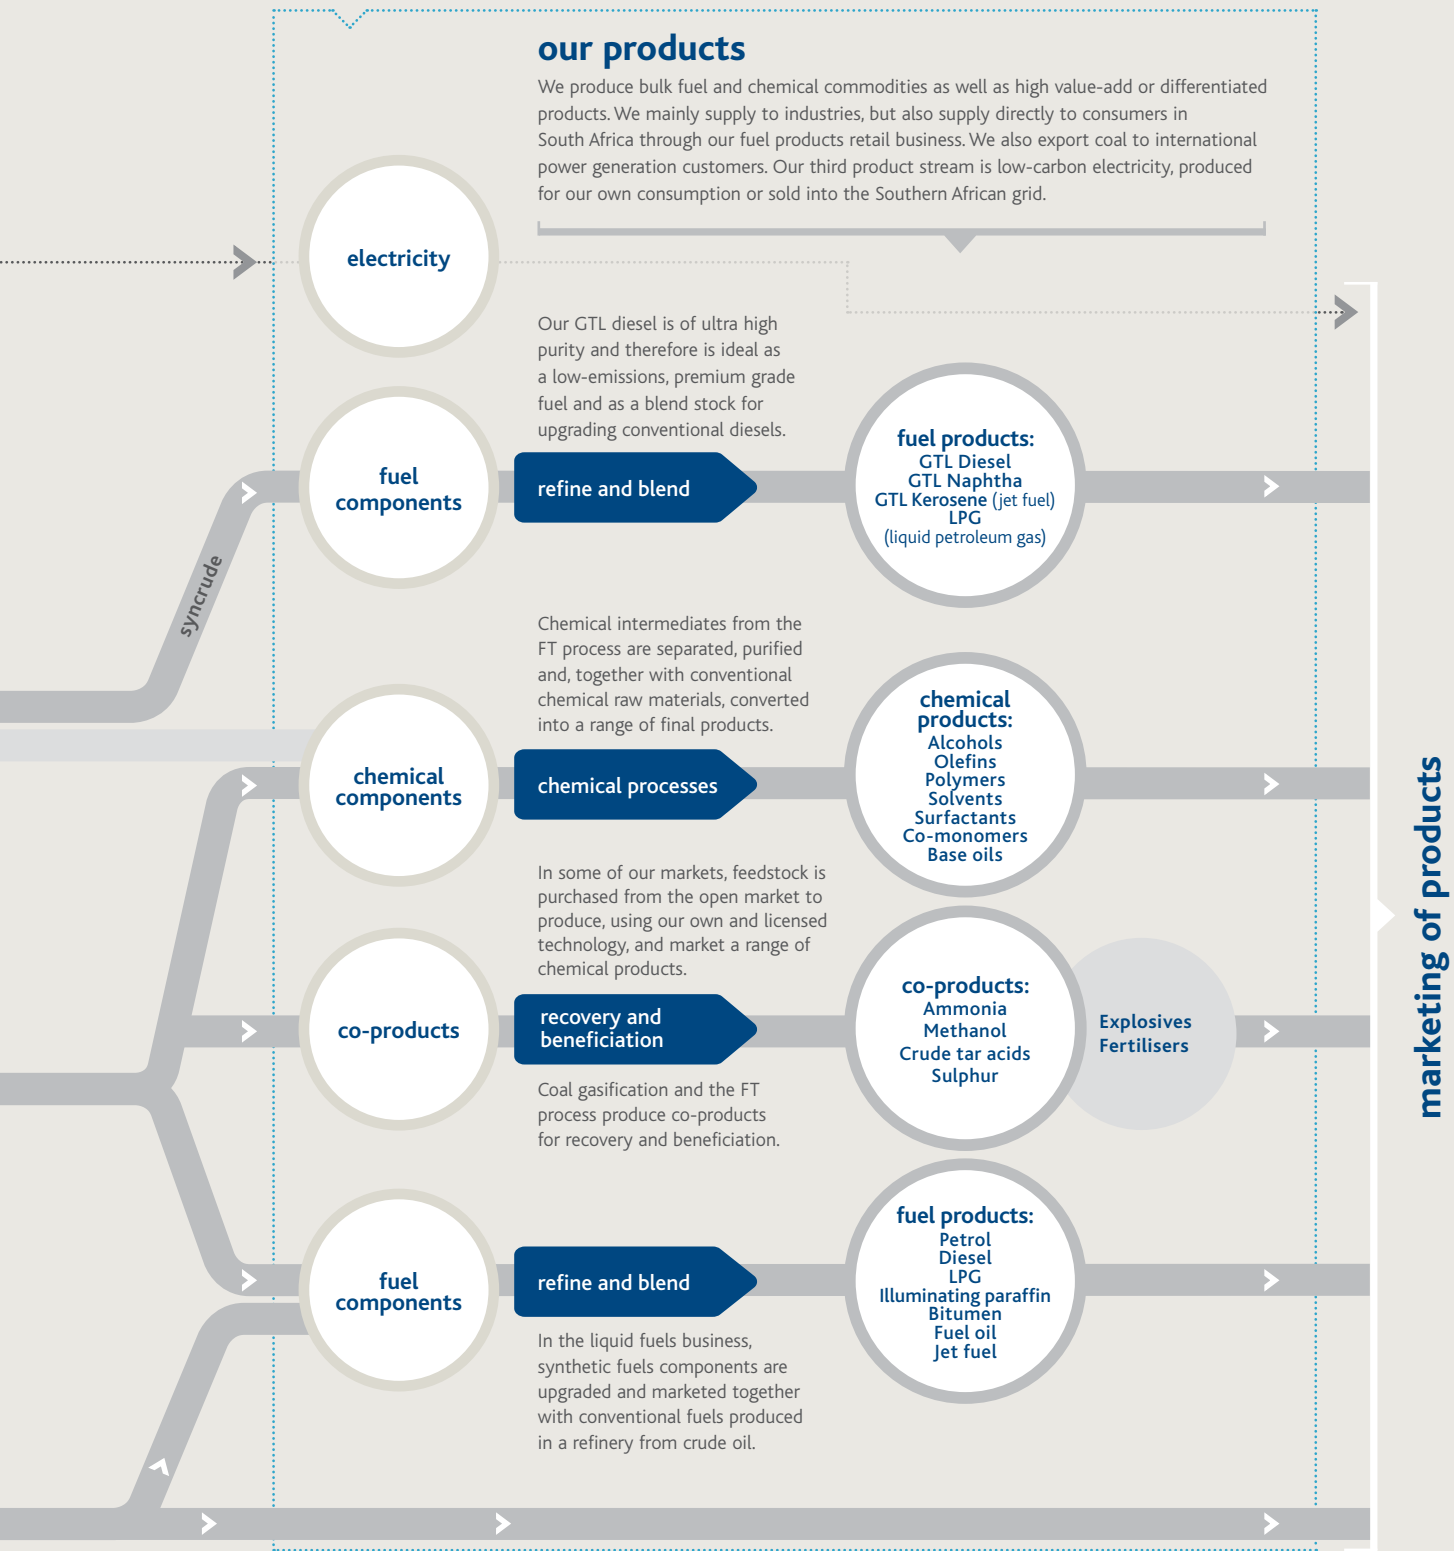 our products
We produce bulk fuel and chemical commodities as well as high value-add or differentiated
products. We mainly supply to industries, but also supply directly to consumers in
South Africa through our fuel products retail business. We also export coal to international
power generation customers. Our third product stream is low-carbon electricity, produced
for our own consumption or sold into the Southern African grid.
electricity
Our GTL diesel is of ultra high
purity and therefore is ideal as
a low-emissions, premium grade
fuel and as a blend stock for
upgrading conventional diesels.
syncrude
fuel
components
refine and blend
fuel products:
GTL Diesel
GTL Naphtha
GTL Kerosene (jet fuel)
LPG
(liquid petroleum gas)
Chemical intermediates from the
FT process are separated, purified
and, together with conventional
chemical raw materials, converted
into a range of final products.
chemical
components
chemical processes
chemical
products:
Alcohols
Olefins
Polymers
Solvents
Surfactants
Co-monomers
Base oils
In some of our markets, feedstock is
purchased from the open market to
produce, using our own and licensed
technology, and market a range of
chemical products.
co-products
recovery and
beneficiation
co-products:
Ammonia
Methanol
Crude tar acids
Sulphur
Explosives
Fertilisers
Coal gasification and the FT
process produce co-products
for recovery and beneficiation.
fuel
components
refine and blend
fuel products:
Petrol
Diesel
LPG
Illuminating paraffin
Bitumen
Fuel oil
Jet fuel
In the liquid fuels business,
synthetic fuels components are
upgraded and marketed together
with conventional fuels produced
in a refinery from crude oil.
marketing of products